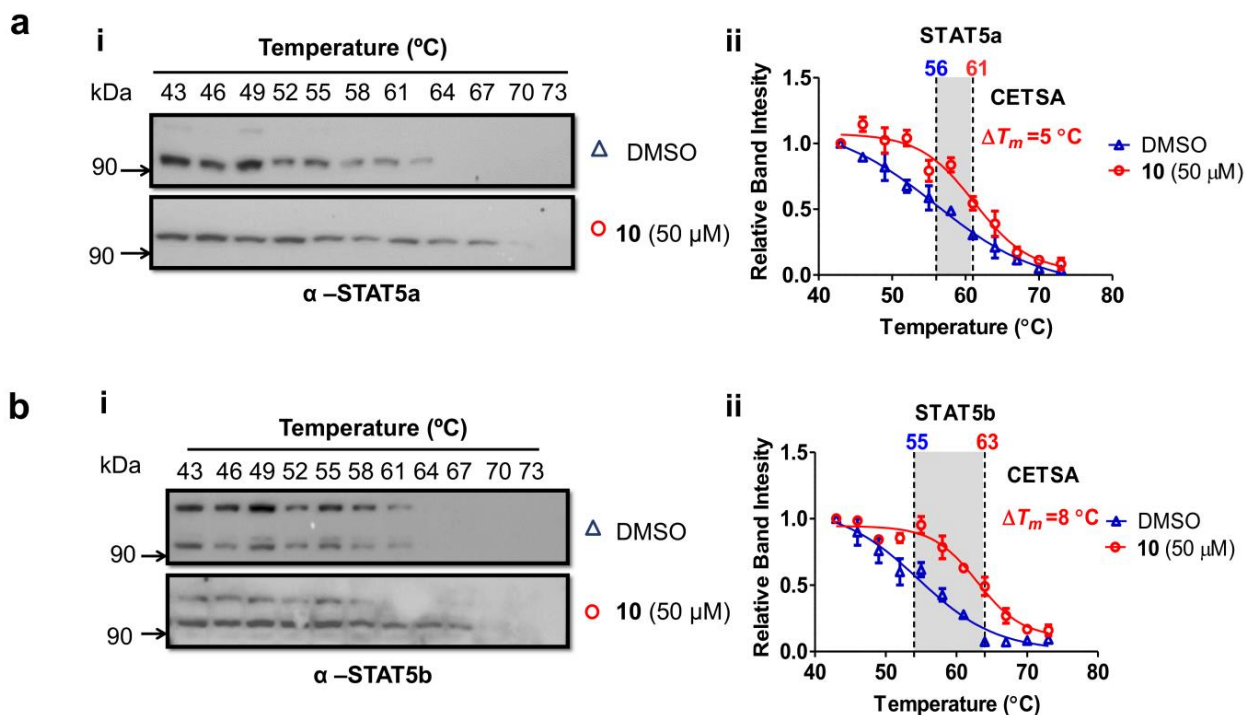 a
i
Temperature (ºC)
kDa
43 46 49 52 55 58 61 64 67 70 73
90
DMSO
90
10 (50 µM)
α –STAT5a
ii
STAT5a
56 61
CETSA
ΔTm=5 °C
DMSO
10 (50 µM)
Relative Band Intesity
1.5
1.0
0.5
0.0
40 50 60 70 80
Temperature (°C)
b
i
Temperature (ºC)
kDa
43 46 49 52 55 58 61 64 67 70 73
90
DMSO
90
10 (50 µM)
α –STAT5b
ii
STAT5b
55 63
CETSA
ΔTm=8 °C
DMSO
10 (50 µM)
Relative Band Intesity
1.5
1.0
0.5
0.0
40 50 60 70 80
Temperature (°C)